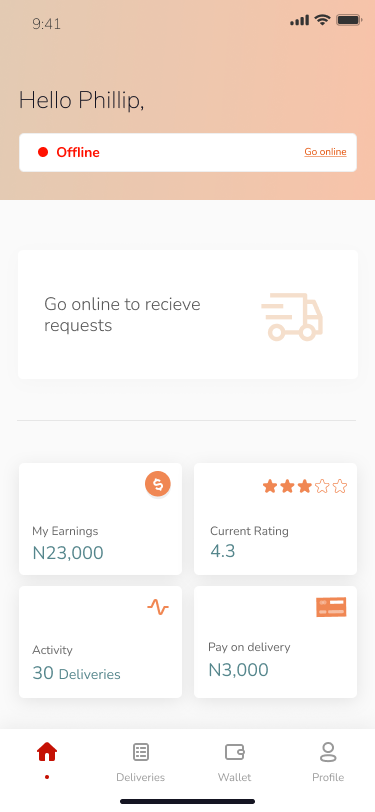 9:41
Hello Phillip,
Offline
Go online
Go online to recieve
requests
$
My Earnings
N23,000
Current Rating
4.3
Activity
30 Deliveries
Pay on delivery
N3,000
Deliveries
Wallet
Profile